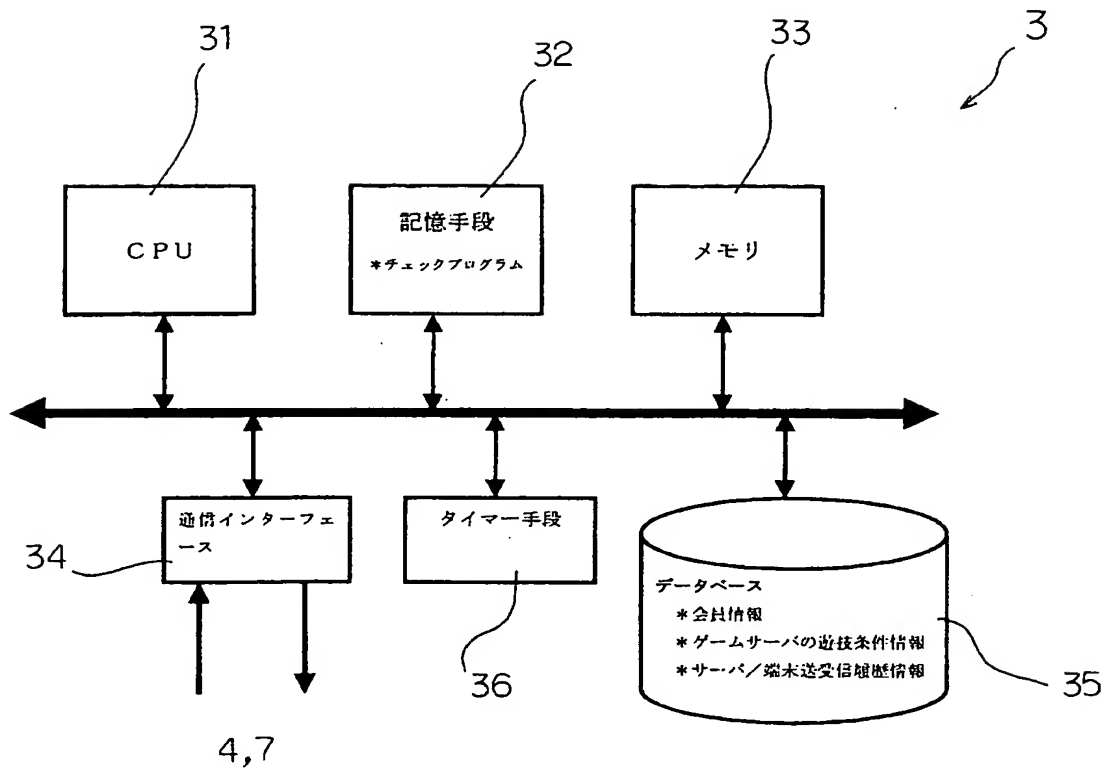 31
32
33
3
CPU
記憶手段
*チェックプログラム
メモリ
通信インターフェ
ース
タイマー手段
データベース
*会員情報
*ゲームサーバの遊技条件情報
*サーバ/端末送受信履歴情報
34
36
35
4,7